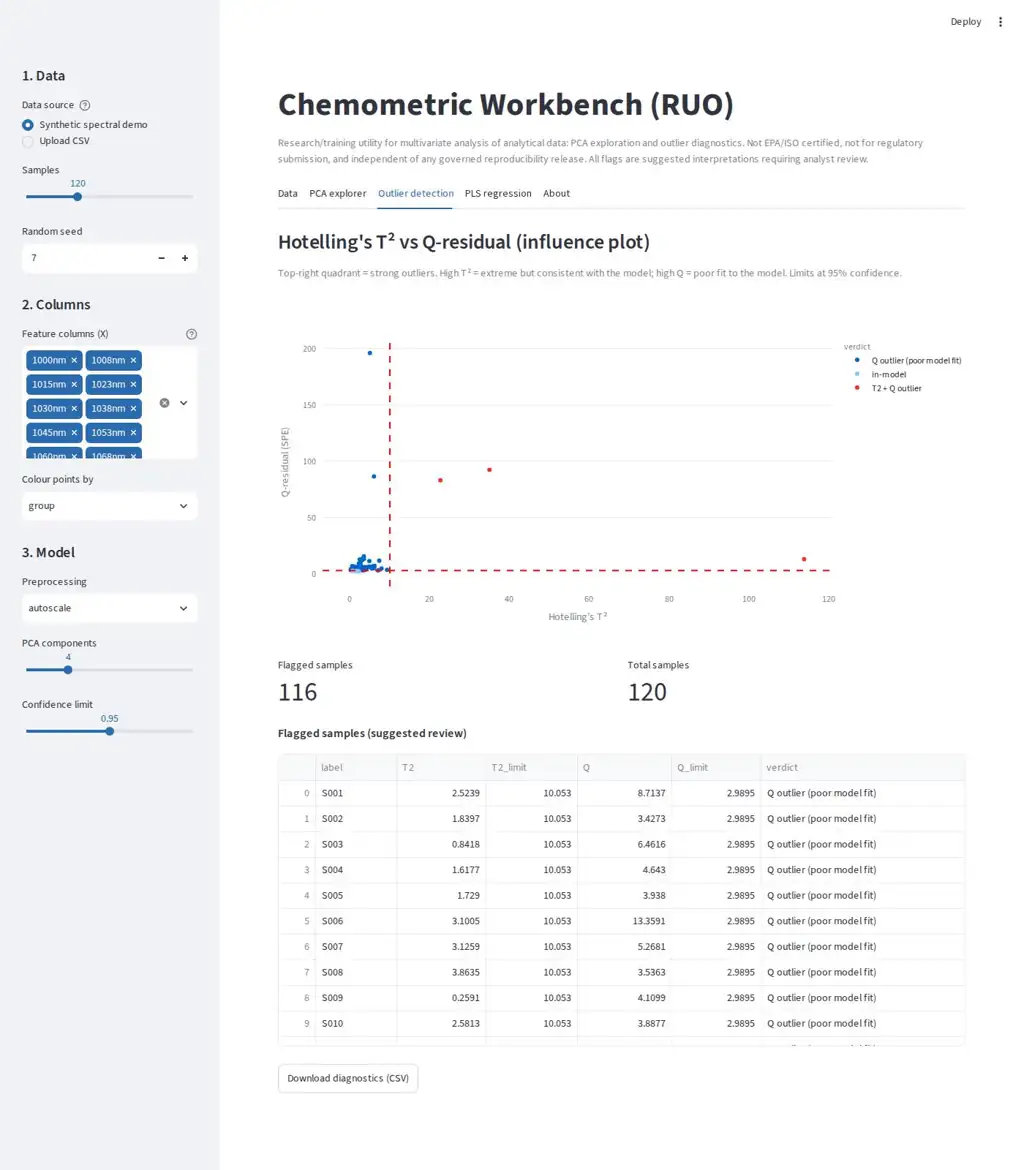 Deploy
1. Data
Data source
Synthetic spectral demo
Upload CSV
Samples
120
Random seed
7
2. Columns
Feature columns (X)
1000nm × 1008nm ×
1015nm × 1023nm ×
1030nm × 1038nm ×
1045nm × 1053nm ×
1060nm × 1068nm ×
Colour points by
group
3. Model
Preprocessing
autoscale
PCA components
4
Confidence limit
0.95
Chemometric Workbench (RUO)
Research/training utility for multivariate analysis of analytical data: PCA exploration and outlier diagnostics. Not EPA/ISO certified, not for regulatory
submission, and independent of any governed reproducibility release. All flags are suggested interpretations requiring analyst review.
Data PCA explorer Outlier detection PLS regression About
Hotelling's T² vs Q-residual (influence plot)
Top-right quadrant = strong outliers. High T² = extreme but consistent with the model; high Q = poor fit to the model. Limits at 95% confidence.
verdict
Q outlier (poor model fit)
in-model
T2 + Q outlier
Q-residual (SPE)
200
150
100
50
0
0 20 40 60 80 100 120
Hotelling's T²
Flagged samples Total samples
116 120
Flagged samples (suggested review)
label T2 T2_limit Q Q_limit verdict
0 S001 2.5239 10.053 8.7137 2.9895 Q outlier (poor model fit)
1 S002 1.8397 10.053 3.4273 2.9895 Q outlier (poor model fit)
2 S003 0.8418 10.053 6.4616 2.9895 Q outlier (poor model fit)
3 S004 1.6177 10.053 4.643 2.9895 Q outlier (poor model fit)
4 S005 1.729 10.053 3.938 2.9895 Q outlier (poor model fit)
5 S006 3.1005 10.053 13.3591 2.9895 Q outlier (poor model fit)
6 S007 3.1259 10.053 5.2681 2.9895 Q outlier (poor model fit)
7 S008 3.8635 10.053 3.5363 2.9895 Q outlier (poor model fit)
8 S009 0.2591 10.053 4.1099 2.9895 Q outlier (poor model fit)
9 S010 2.5813 10.053 3.8877 2.9895 Q outlier (poor model fit)
Download diagnostics (CSV)